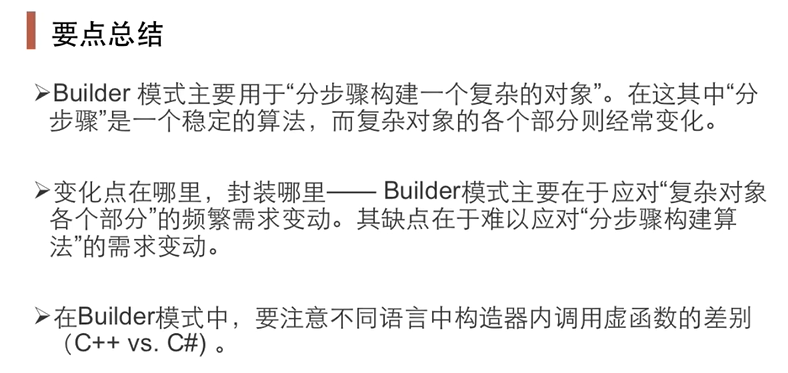 要点总结
➢Builder 模式主要用于“分步骤构建一个复杂的对象”。在这其中“分
步骤”是一个稳定的算法，而复杂对象的各个部分则经常变化。
➢变化点在哪里，封装哪里—— Builder模式主要在于应对“复杂对象
各个部分”的频繁需求变动。其缺点在于难以应对“分步骤构建算
法”的需求变动。
➢在Builder模式中，要注意不同语言中构造器内调用虚函数的差别
（C++ vs. C#) 。